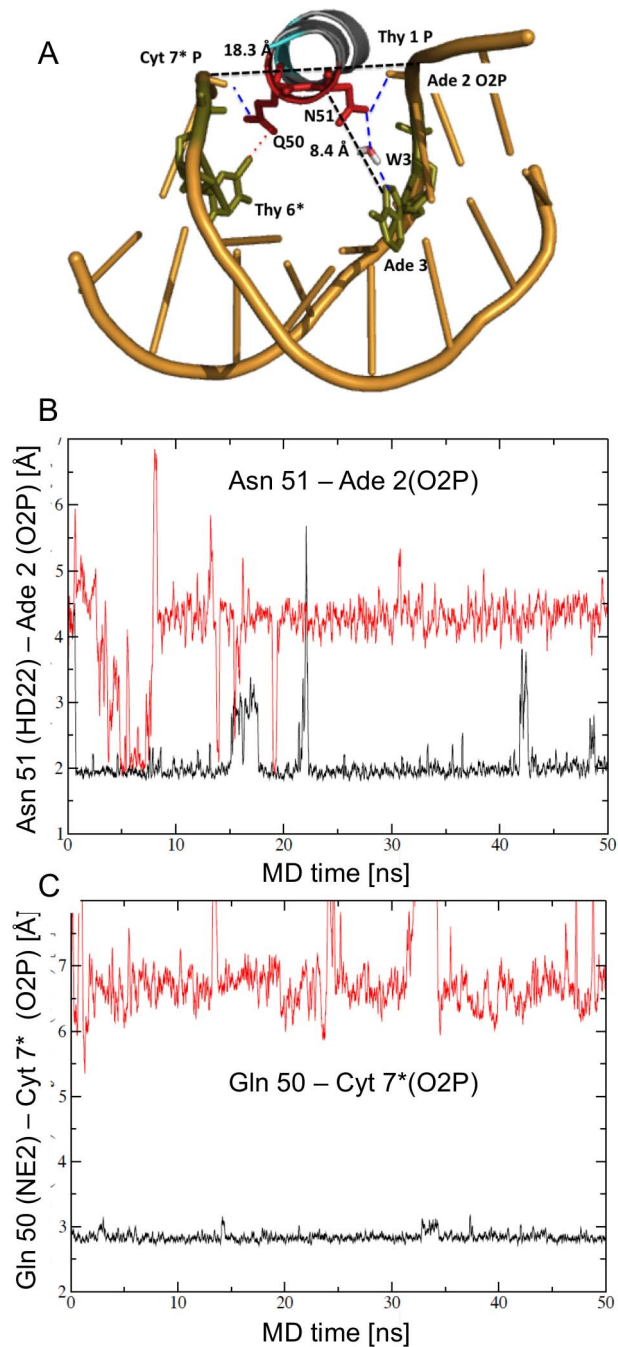 A
Cyt 7* P
18.3 Å
Thy 1 P
Ade 2 O2P
N51
Q50
8.4 Å
W3
Thy 6*
Ade 3
B
Asn 51 (HD22) – Ade 2 (O2P) [Å]
7
6
5
4
3
2
1
Asn 51 – Ade 2(O2P)
0 10 20 30 40 50
MD time [ns]
C
Gln 50 (NE2) – Cyt 7* (O2P) [Å]
7
6
5
4
3
2
Gln 50 – Cyt 7*(O2P)
0 10 20 30 40 50
MD time [ns]